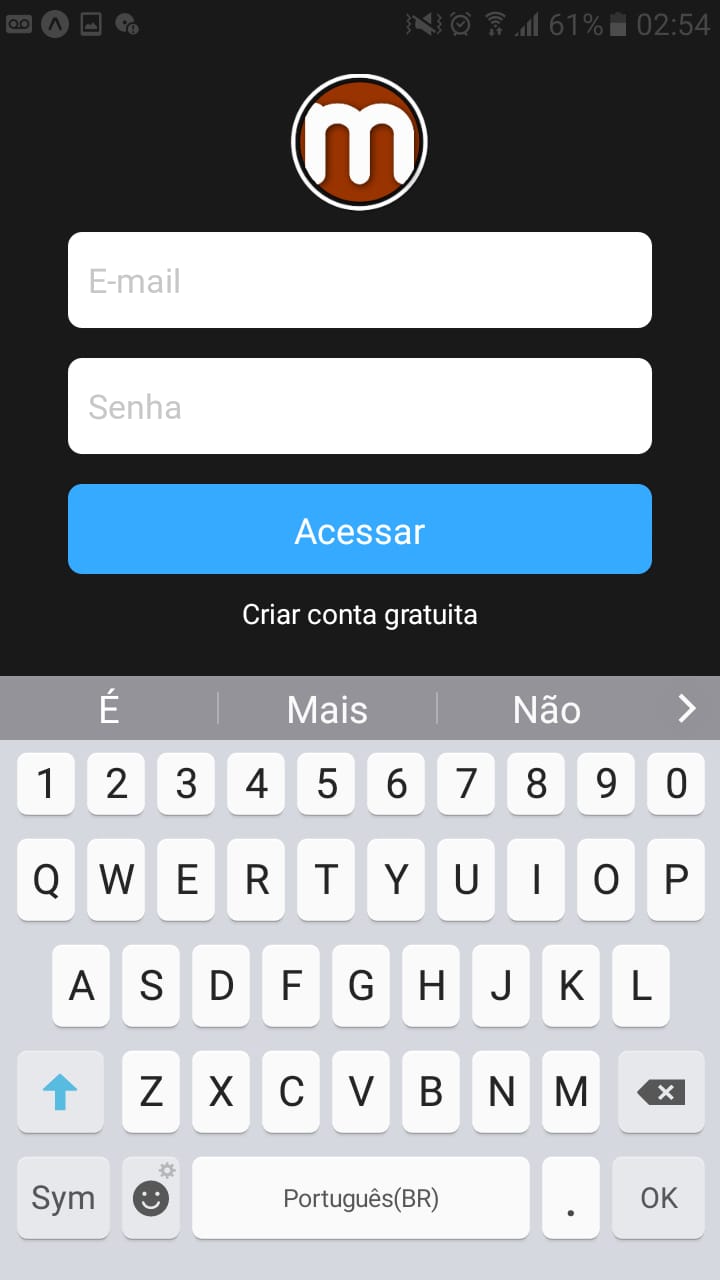 61% 02:54
m
E-mail
Senha
Acessar
Criar conta gratuita
É Mais Não
1 2 3 4 5 6 7 8 9 0
Q W E R T Y U I O P
A S D F G H J K L
Z X C V B N M
Sym Português(BR) . OK